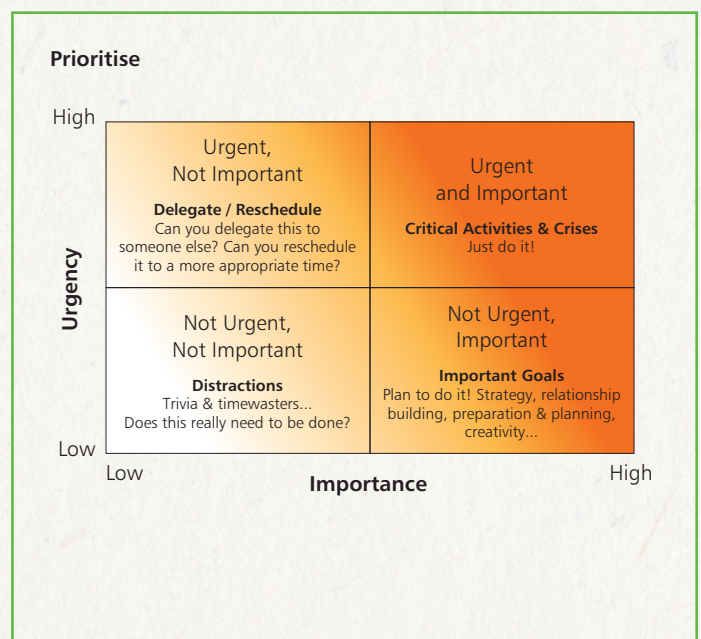 Prioritise
High
Urgent,
Not Important
Delegate / Reschedule
Can you delegate this to
someone else? Can you reschedule
it to a more appropriate time?
Urgent
and Important
Critical Activities & Crises
Just do it!
Urgency
Not Urgent,
Not Important
Distractions
Trivia & timewasters...
Does this really need to be done?
Not Urgent,
Important
Important Goals
Plan to do it! Strategy, relationship
building, preparation & planning,
creativity...
Low
Low
Importance
High